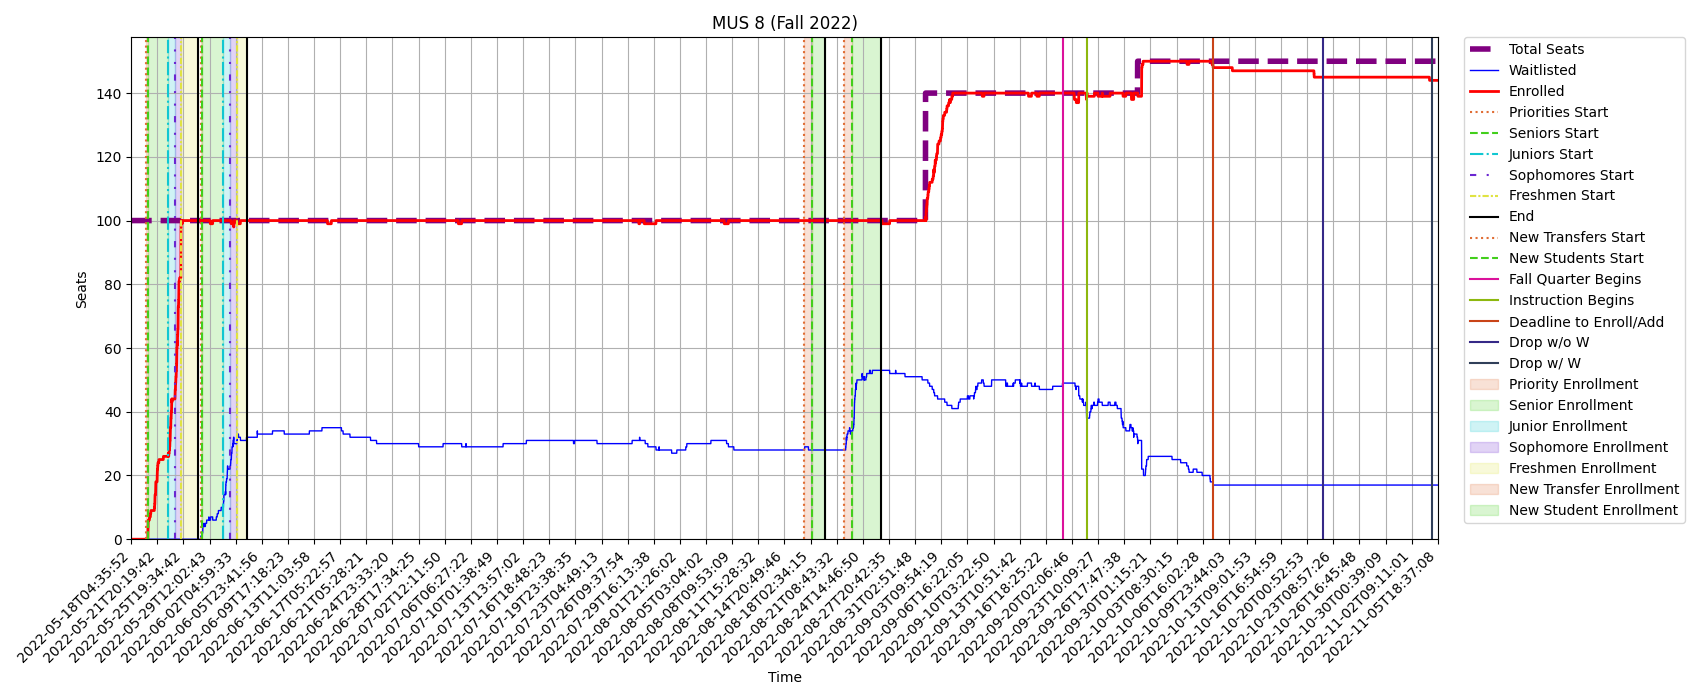 MUS 8 (Fall 2022)
Seats
140
120
100
80
60
40
20
0
2022-05-18T04:35:52
2022-05-21T20:19:42
2022-05-25T19:34:42
2022-05-29T12:02:43
2022-06-02T04:59:33
2022-06-05T23:41:56
2022-06-09T17:18:23
2022-06-13T11:03:58
2022-06-17T05:22:57
2022-06-21T05:28:21
2022-06-24T23:33:20
2022-06-28T17:34:25
2022-07-02T12:11:50
2022-07-06T06:27:22
2022-07-10T01:38:49
2022-07-13T13:57:02
2022-07-16T18:48:23
2022-07-19T23:38:35
2022-07-23T04:49:13
2022-07-26T09:37:54
2022-07-29T16:13:38
2022-08-01T21:26:02
2022-08-05T03:04:02
2022-08-08T09:53:09
2022-08-11T15:28:32
2022-08-14T20:49:46
2022-08-18T02:34:15
2022-08-21T08:43:32
2022-08-24T14:46:50
2022-08-27T20:42:35
2022-08-31T02:51:48
2022-09-03T09:54:19
2022-09-06T16:22:05
2022-09-10T03:22:50
2022-09-13T10:51:42
2022-09-16T18:25:22
2022-09-20T02:06:46
2022-09-23T10:09:27
2022-09-26T17:47:38
2022-09-30T01:15:21
2022-10-03T08:30:15
2022-10-06T16:02:28
2022-10-09T23:44:03
2022-10-13T09:01:53
2022-10-16T16:54:59
2022-10-20T00:52:53
2022-10-23T08:57:26
2022-10-26T16:45:48
2022-10-30T00:39:09
2022-11-02T09:11:01
2022-11-05T18:37:08
Time
Total Seats
Waitlisted
Enrolled
Priorities Start
Seniors Start
Juniors Start
Sophomores Start
Freshmen Start
End
New Transfers Start
New Students Start
Fall Quarter Begins
Instruction Begins
Deadline to Enroll/Add
Drop w/o W
Drop w/ W
Priority Enrollment
Senior Enrollment
Junior Enrollment
Sophomore Enrollment
Freshmen Enrollment
New Transfer Enrollment
New Student Enrollment